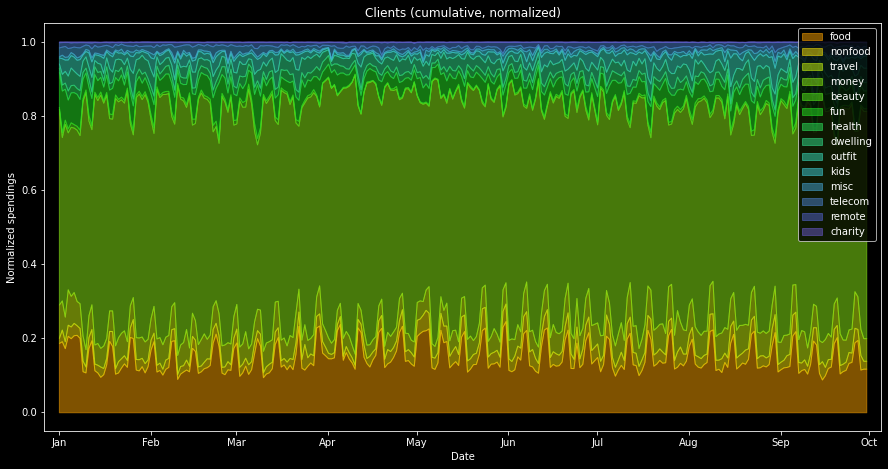 Clients (cumulative, normalized)
Normalized spendings
1.0
0.8
0.6
0.4
0.2
0.0
Jan Feb Mar Apr May Jun Jul Aug Sep Oct
Date
food
nonfood
travel
money
beauty
fun
health
dwelling
outfit
kids
misc
telecom
remote
charity